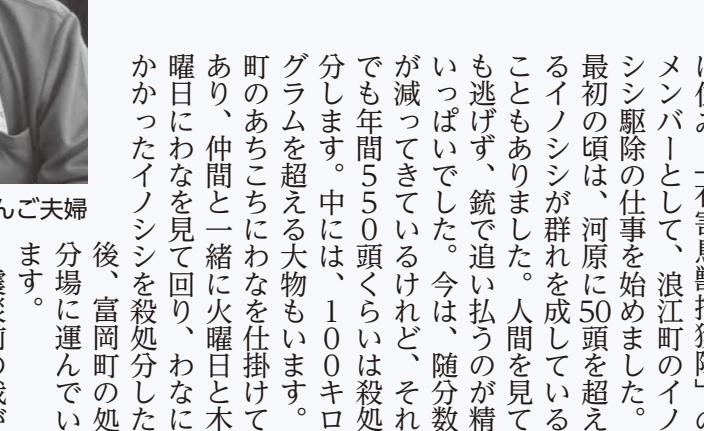 に住み、「有害鳥獣捕獲隊」の
メンバーとして、浪江町のイノ
シシ駆除の仕事を始めました。
最初の頃は、河原に50頭を超え
るイノシシが群れを成している
こともありました。人間を見て
も逃げず、銃で追い払うのが精
いっぱいでした。今は、随分数
が減ってきているけれど、それ
でも年間550頭くらいは殺処
分します。中には、100キロ
グラムを超える大物もいます。
町のあちこちにわなを仕掛けて
あり、仲間と一緒に火曜日と木
曜日にわなを見て回り、わなに
かかったイノシシを殺処分した
後、富岡町の処
分場に運んでい
ます。
んご夫婦